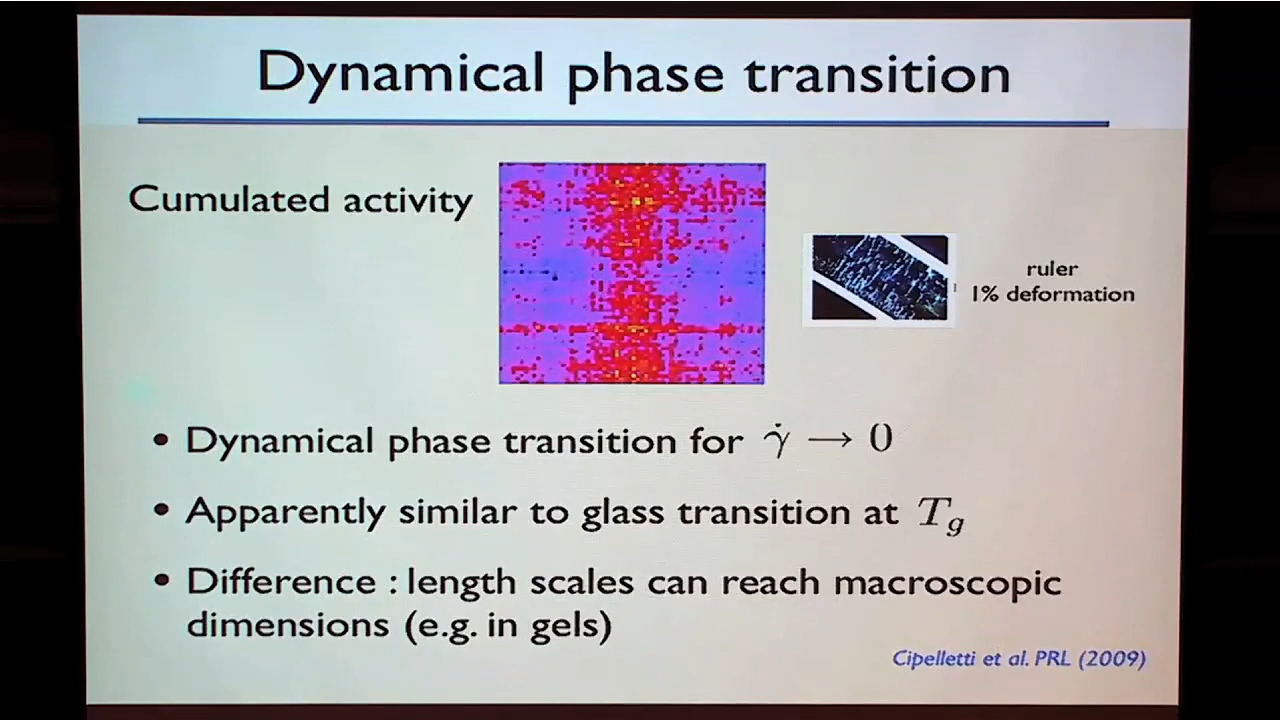 Dynamical phase transition
Cumulated activity
ruler
1% deformation
• Dynamical phase transition for γ̇ → 0
• Apparently similar to glass transition at T_g
• Difference : length scales can reach macroscopic
dimensions (e.g. in gels)
Cipelletti et al. PRL (2009)